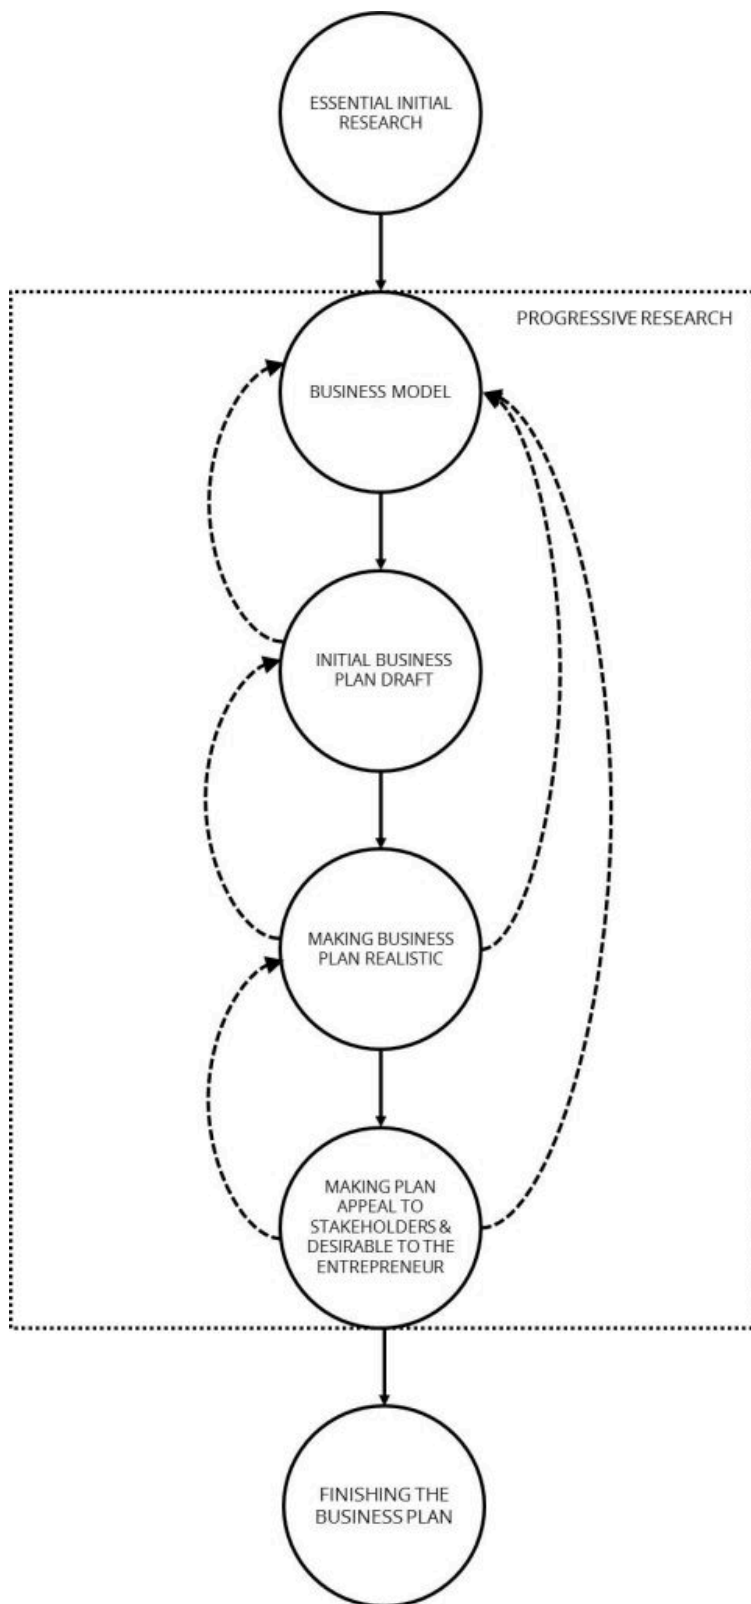 ESSENTIAL INITIAL
RESEARCH
PROGRESSIVE RESEARCH
BUSINESS MODEL
INITIAL BUSINESS
PLAN DRAFT
MAKING BUSINESS
PLAN REALISTIC
MAKING PLAN
APPEAL TO
STAKEHOLDERS &
DESIRABLE TO THE
ENTREPRENEUR
FINISHING THE
BUSINESS PLAN